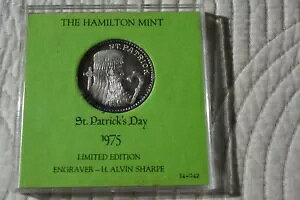 THE HAMILTON MINT
ST. PATRICK
St. Patrick's Day
1975
LIMITED EDITION
ENGRAVER – H. ALVIN SHARPE